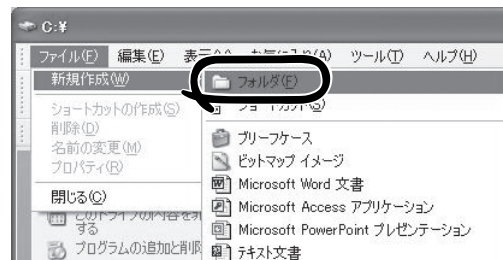 C:¥
ファイル(F) 編集(E) ツール(T) ヘルプ(H)
新規作成(W)
フォルダ(F)
ショートカットの作成(S)
削除(D)
名前の変更(M)
プロパティ(R)
閉じる(C)
ブリーフケース
ビットマップ イメージ
Microsoft Word 文書
Microsoft Access アプリケーション
Microsoft PowerPoint プレゼンテーション
テキスト文書
する
プログラムの追加と削除